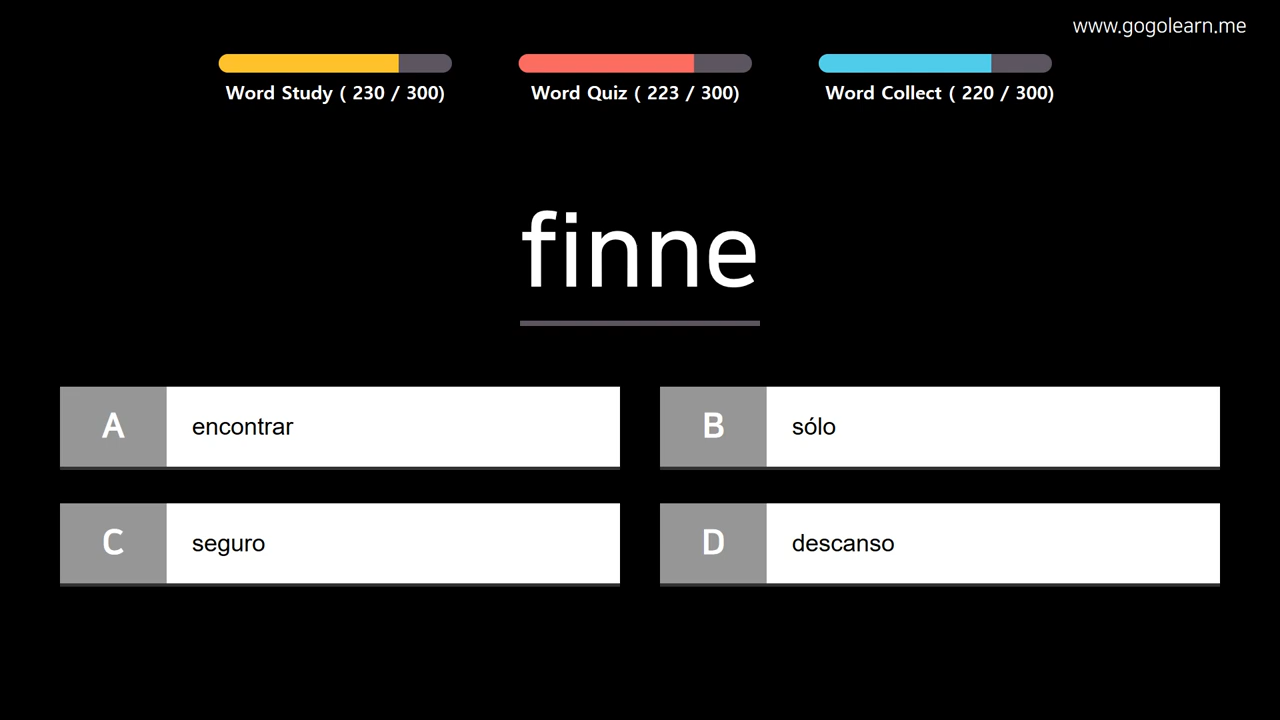 www.gogolearn.me
Word Study ( 230 / 300)
Word Quiz ( 223 / 300)
Word Collect ( 220 / 300)
finne
A encontrar
B sólo
C seguro
D descanso